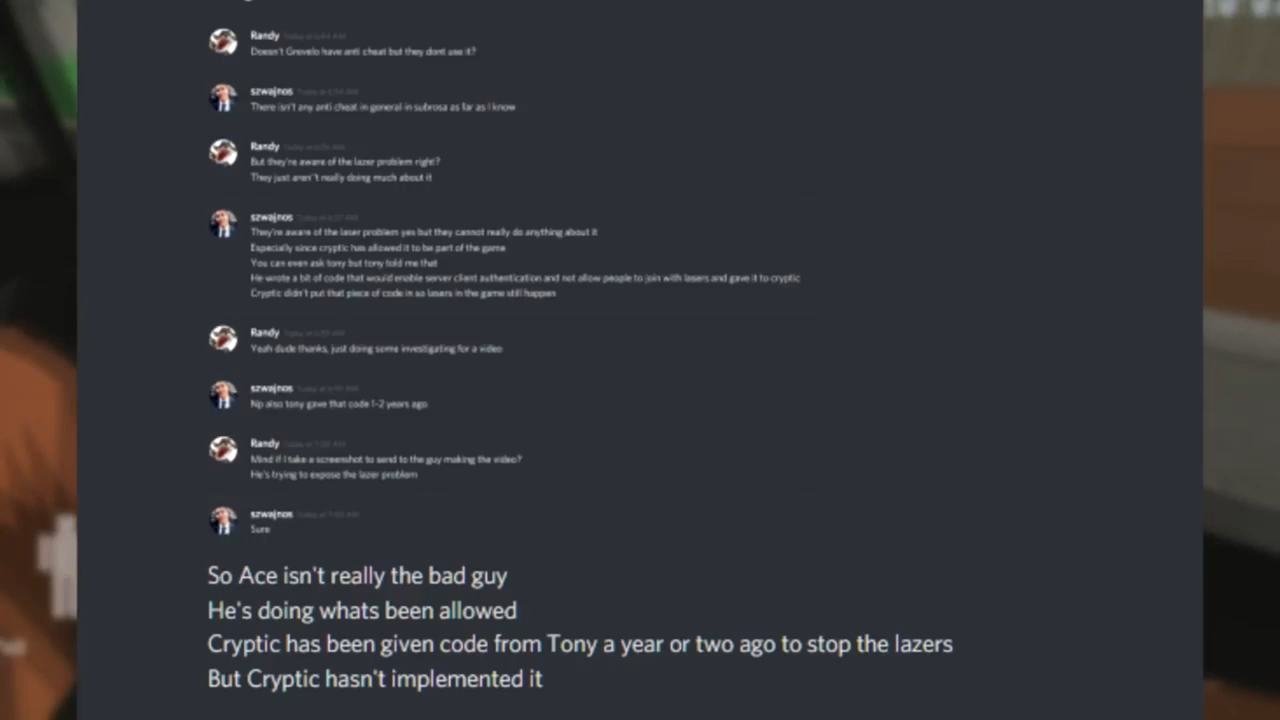 Randy
Doesn't Grevelo have anti cheat but they dont use it?
szwajnos
There isn't any anti cheat in general in subrosa as far as I know
Randy
But they're aware of the lazer problem right?
They just aren't really doing much about it
szwajnos
They're aware of the laser problem yes but they cannot really do anything about it
Especially since cryptic has allowed it to be part of the game
You can even ask tony but tony told me that
He wrote a bit of code that would enable server client authentication and not allow people to join with lasers and gave it to cryptic
Cryptic didn't put that piece of code in so lasers in the game still happen
Randy
Yeah dude thanks, just doing some investigating for a video
szwajnos
Np also tony gave that code 1-2 years ago
Randy
Mind if I take a screenshot to send to the guy making the video?
He's trying to expose the lazer problem
szwajnos
Sure
So Ace isn't really the bad guy
He's doing whats been allowed
Cryptic has been given code from Tony a year or two ago to stop the lazers
But Cryptic hasn't implemented it